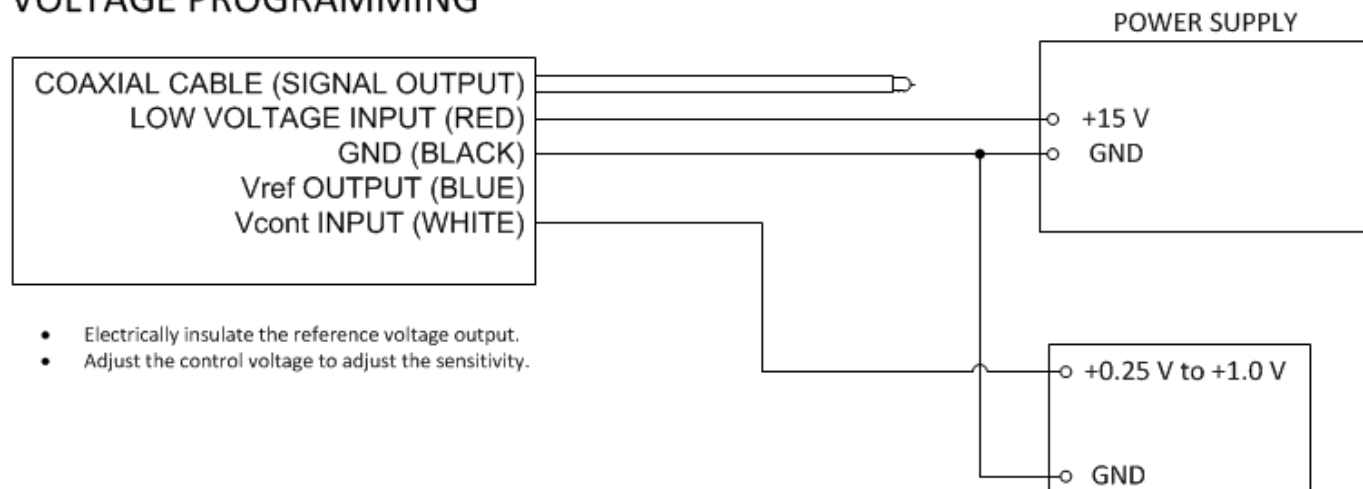 VOLTAGE PROGRAMMING
POWER SUPPLY
COAXIAL CABLE (SIGNAL OUTPUT)
LOW VOLTAGE INPUT (RED)
GND (BLACK)
Vref OUTPUT (BLUE)
Vcont INPUT (WHITE)
+15 V
GND
• Electrically insulate the reference voltage output.
• Adjust the control voltage to adjust the sensitivity.
+0.25 V to +1.0 V
GND